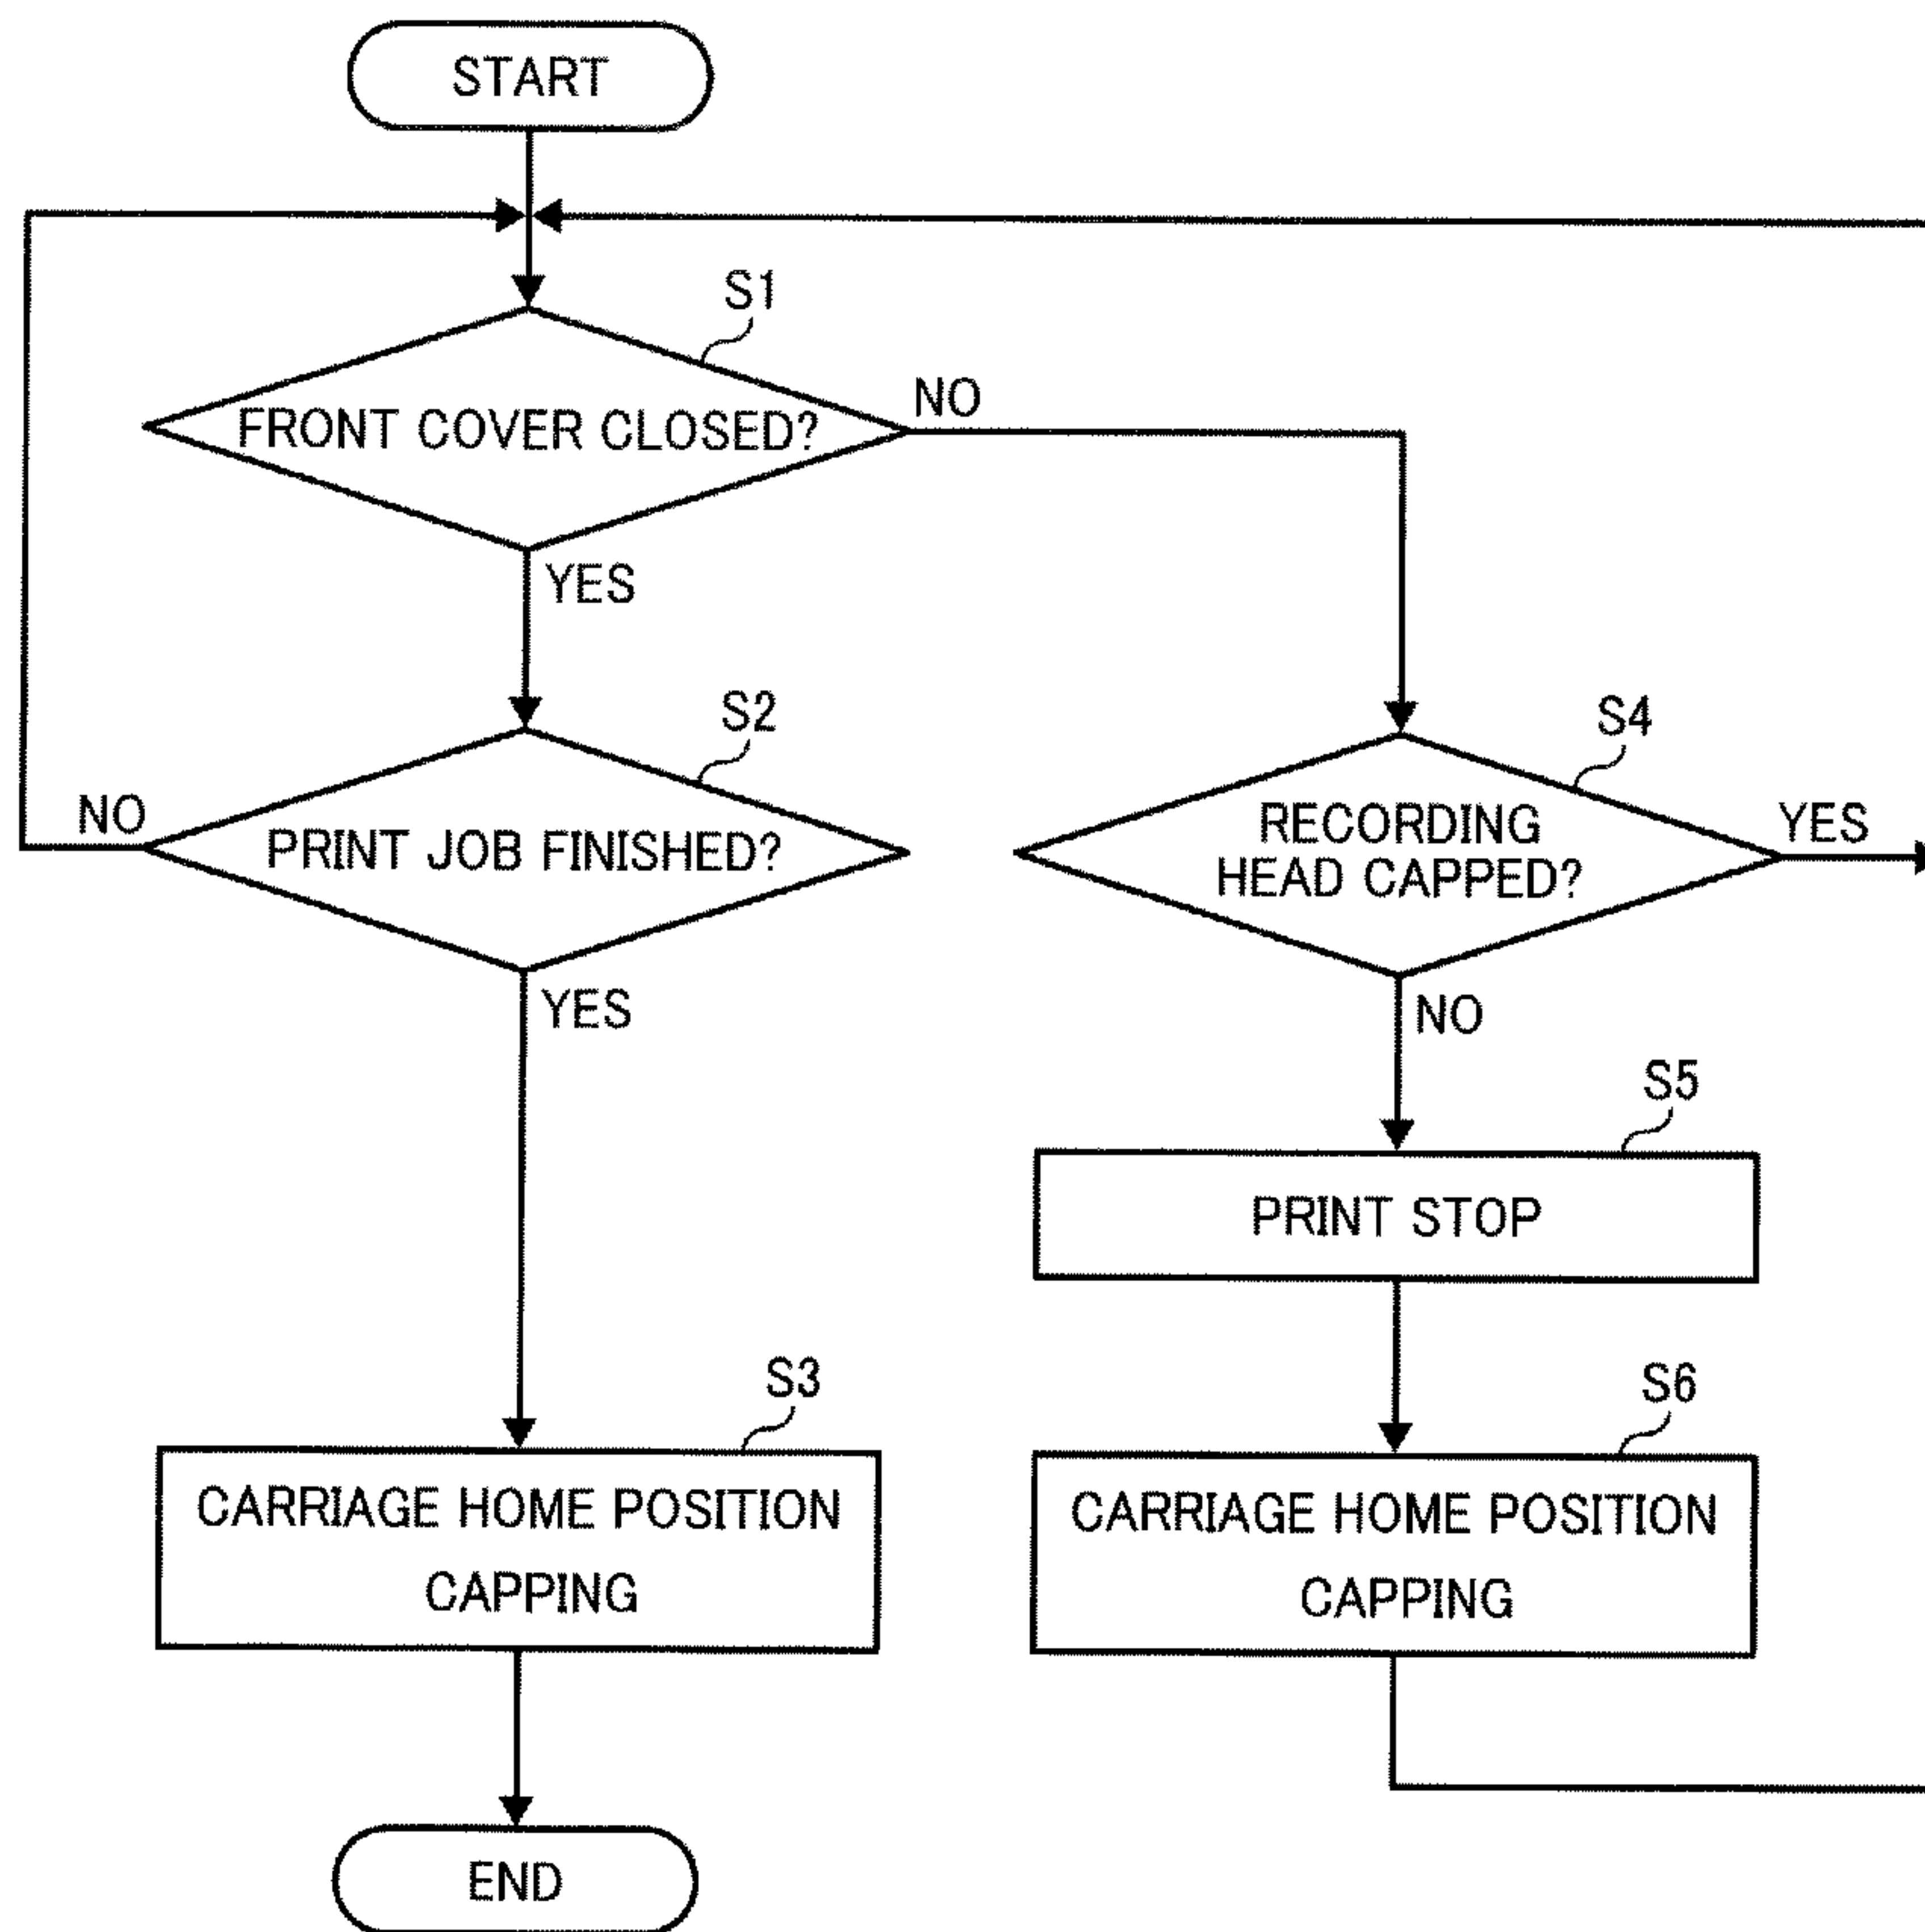 START
S1
FRONT COVER CLOSED?
NO
YES
S2
PRINT JOB FINISHED?
NO
YES
S4
RECORDING
HEAD CAPPED?
YES
NO
S5
PRINT STOP
S3
CARRIAGE HOME POSITION
CAPPING
S6
CARRIAGE HOME POSITION
CAPPING
END